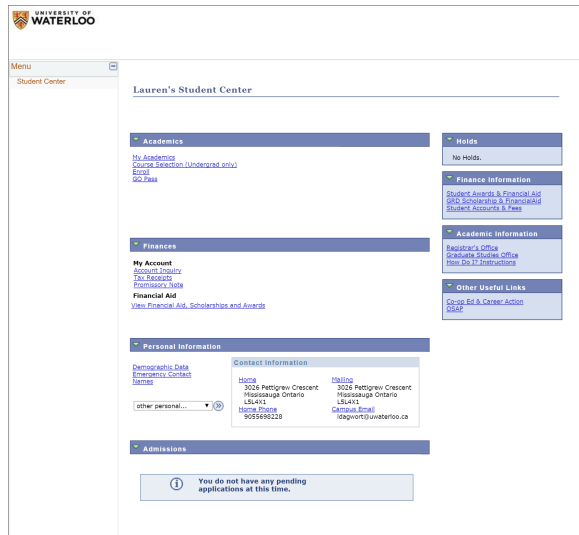 UNIVERSITY OF
WATERLOO
Menu
Student Center
Lauren's Student Center
Academics
My Academics
Course Selection (Undergrad only)
Enroll
GO Pass
Holds
No Holds.
Finance Information
Student Awards & Financial Aid
GRD Scholarship & FinancialAid
Student Accounts & Fees
Academic Information
Registrar's Office
Graduate Studies Office
How Do I? Instructions
Other Useful Links
Co-op Ed & Career Action
OSAP
Finances
My Account
Account Inquiry
Tax Receipts
Promissory Note
Financial Aid
View Financial Aid, Scholarships and Awards
Personal Information
Demographic Data
Emergency Contact
Names
other personal...
Contact Information
Home
3026 Pettigrew Crescent
Mississauga Ontario
L5L4X1
Mailing
3026 Pettigrew Crescent
Mississauga Ontario
L5L4X1
Home Phone
9055698228
Campus Email
ldagwort@uwaterloo.ca
Admissions
You do not have any pending
applications at this time.